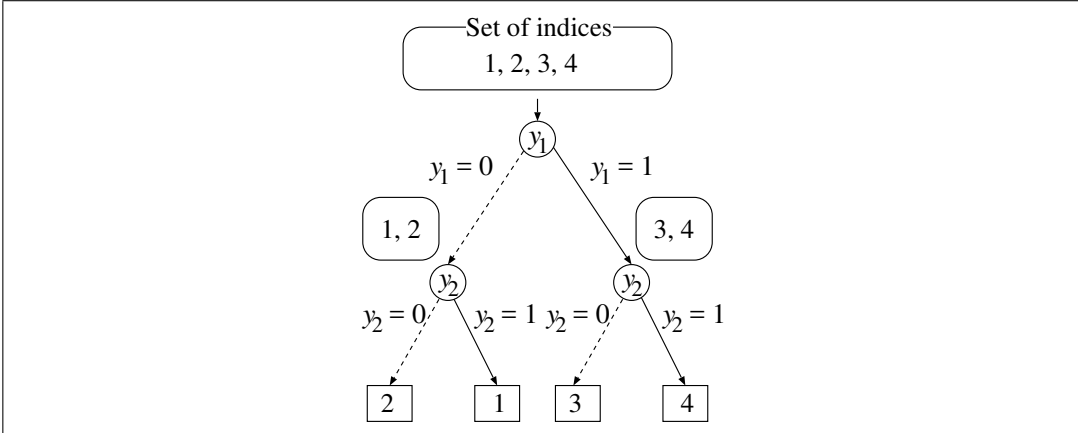 Set of indices
1, 2, 3, 4
y1
y1 = 0
y1 = 1
1, 2
3, 4
y2
y2
y2 = 0
y2 = 1
y2 = 0
y2 = 1
2
1
3
4